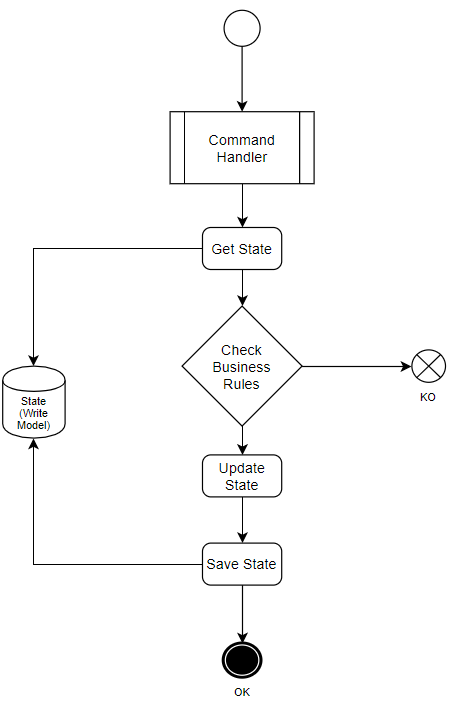 Command
Handler
Get State
Check
Business
Rules
KO
State
(Write
Model)
Update
State
Save State
OK